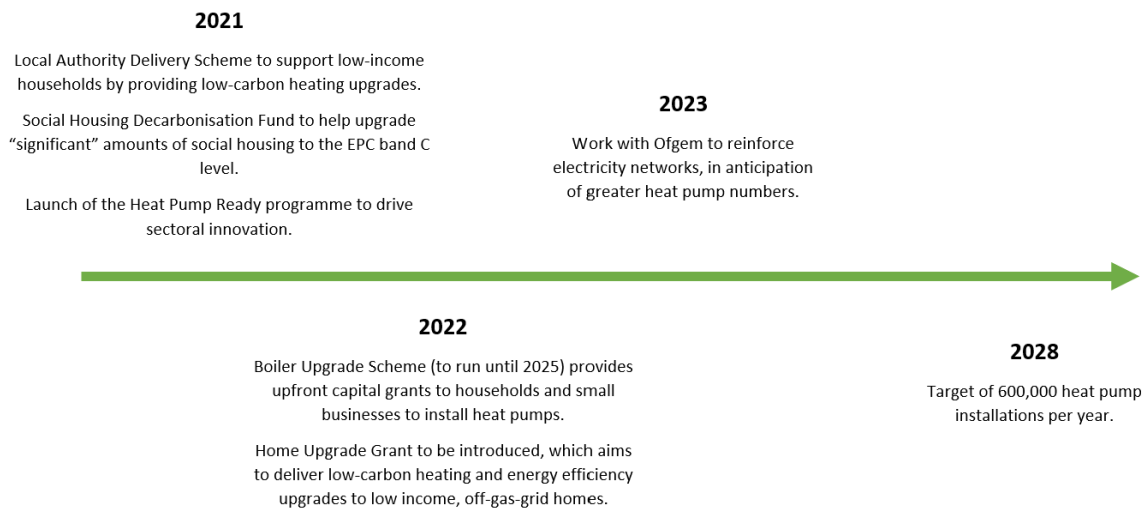 2021
Local Authority Delivery Scheme to support low-income
households by providing low-carbon heating upgrades.
Social Housing Decarbonisation Fund to help upgrade
“significant” amounts of social housing to the EPC band C
level.
Launch of the Heat Pump Ready programme to drive
sectoral innovation.
2023
Work with Ofgem to reinforce
electricity networks, in anticipation
of greater heat pump numbers.
2022
Boiler Upgrade Scheme (to run until 2025) provides
upfront capital grants to households and small
businesses to install heat pumps.
Home Upgrade Grant to be introduced, which aims
to deliver low-carbon heating and energy efficiency
upgrades to low income, off-gas-grid homes.
2028
Target of 600,000 heat pump
installations per year.